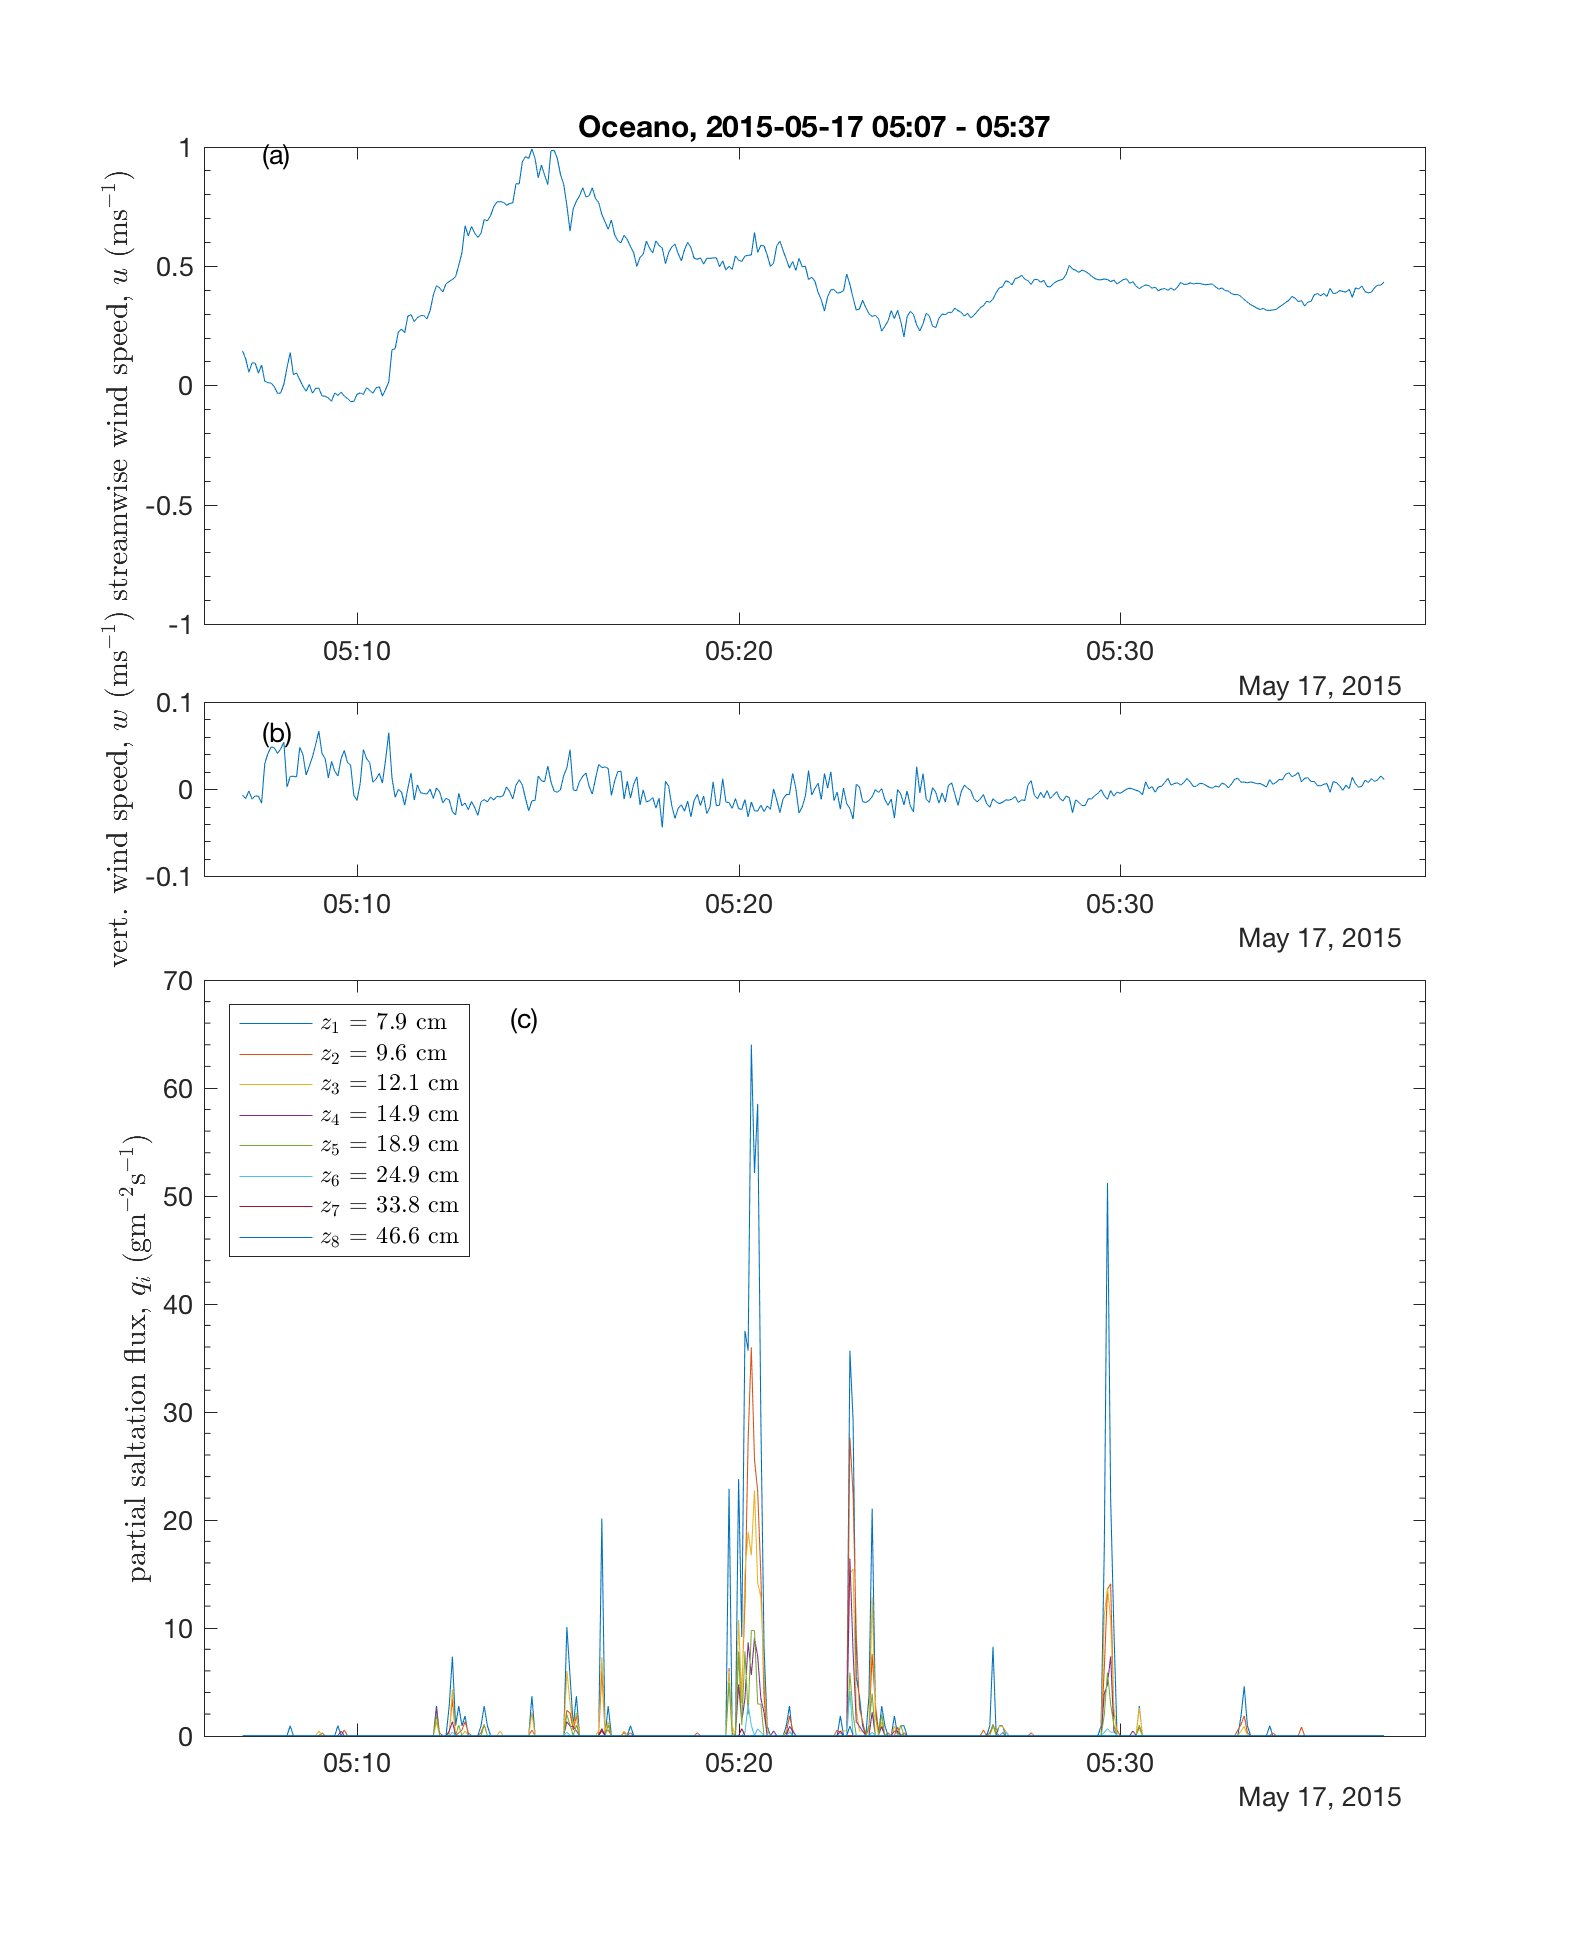 Oceano, 2015-05-17 05:07 - 05:37
(a)
streamwise wind speed, u (ms⁻¹)
1
0.5
0
-0.5
-1
05:10 05:20 05:30
May 17, 2015
(b)
vert. wind speed, w (ms⁻¹)
0.1
0
-0.1
05:10 05:20 05:30
May 17, 2015
(c)
partial saltation flux, qᵢ (gm⁻²s⁻¹)
70
60
50
40
30
20
10
0
z₁ = 7.9 cm
z₂ = 9.6 cm
z₃ = 12.1 cm
z₄ = 14.9 cm
z₅ = 18.9 cm
z₆ = 24.9 cm
z₇ = 33.8 cm
z₈ = 46.6 cm
05:10 05:20 05:30
May 17, 2015